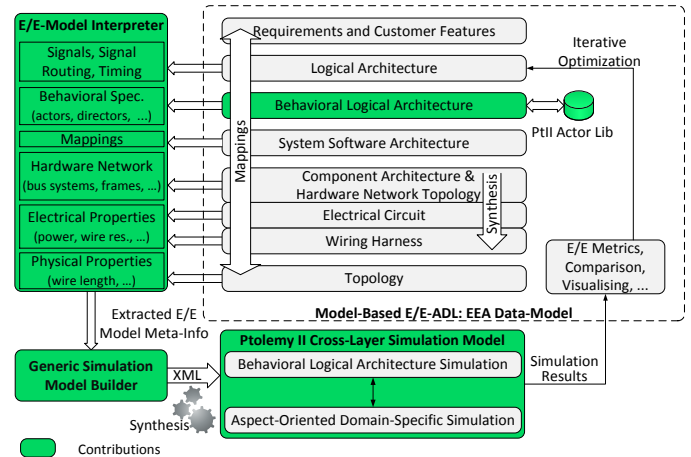 E/E-Model Interpreter
Signals, Signal
Routing, Timing
Behavioral Spec.
(actors, directors, ...)
Mappings
Hardware Network
(bus systems, frames, ...)
Electrical Properties
(power, wire res., ...)
Physical Properties
(wire length, ...)
Mappings
Requirements and Customer Features
Logical Architecture
Behavioral Logical Architecture
System Software Architecture
Component Architecture &
Hardware Network Topology
Electrical Circuit
Wiring Harness
Topology
Synthesis
Iterative
Optimization
PtII Actor Lib
E/E Metrics,
Comparison,
Visualising, ...
Model-Based E/E-ADL: EEA Data-Model
Extracted E/E
Model Meta-Info
Generic Simulation
Model Builder
XML
Synthesis
Ptolemy II Cross-Layer Simulation Model
Behavioral Logical Architecture Simulation
Aspect-Oriented Domain-Specific Simulation
Simulation
Results
Contributions